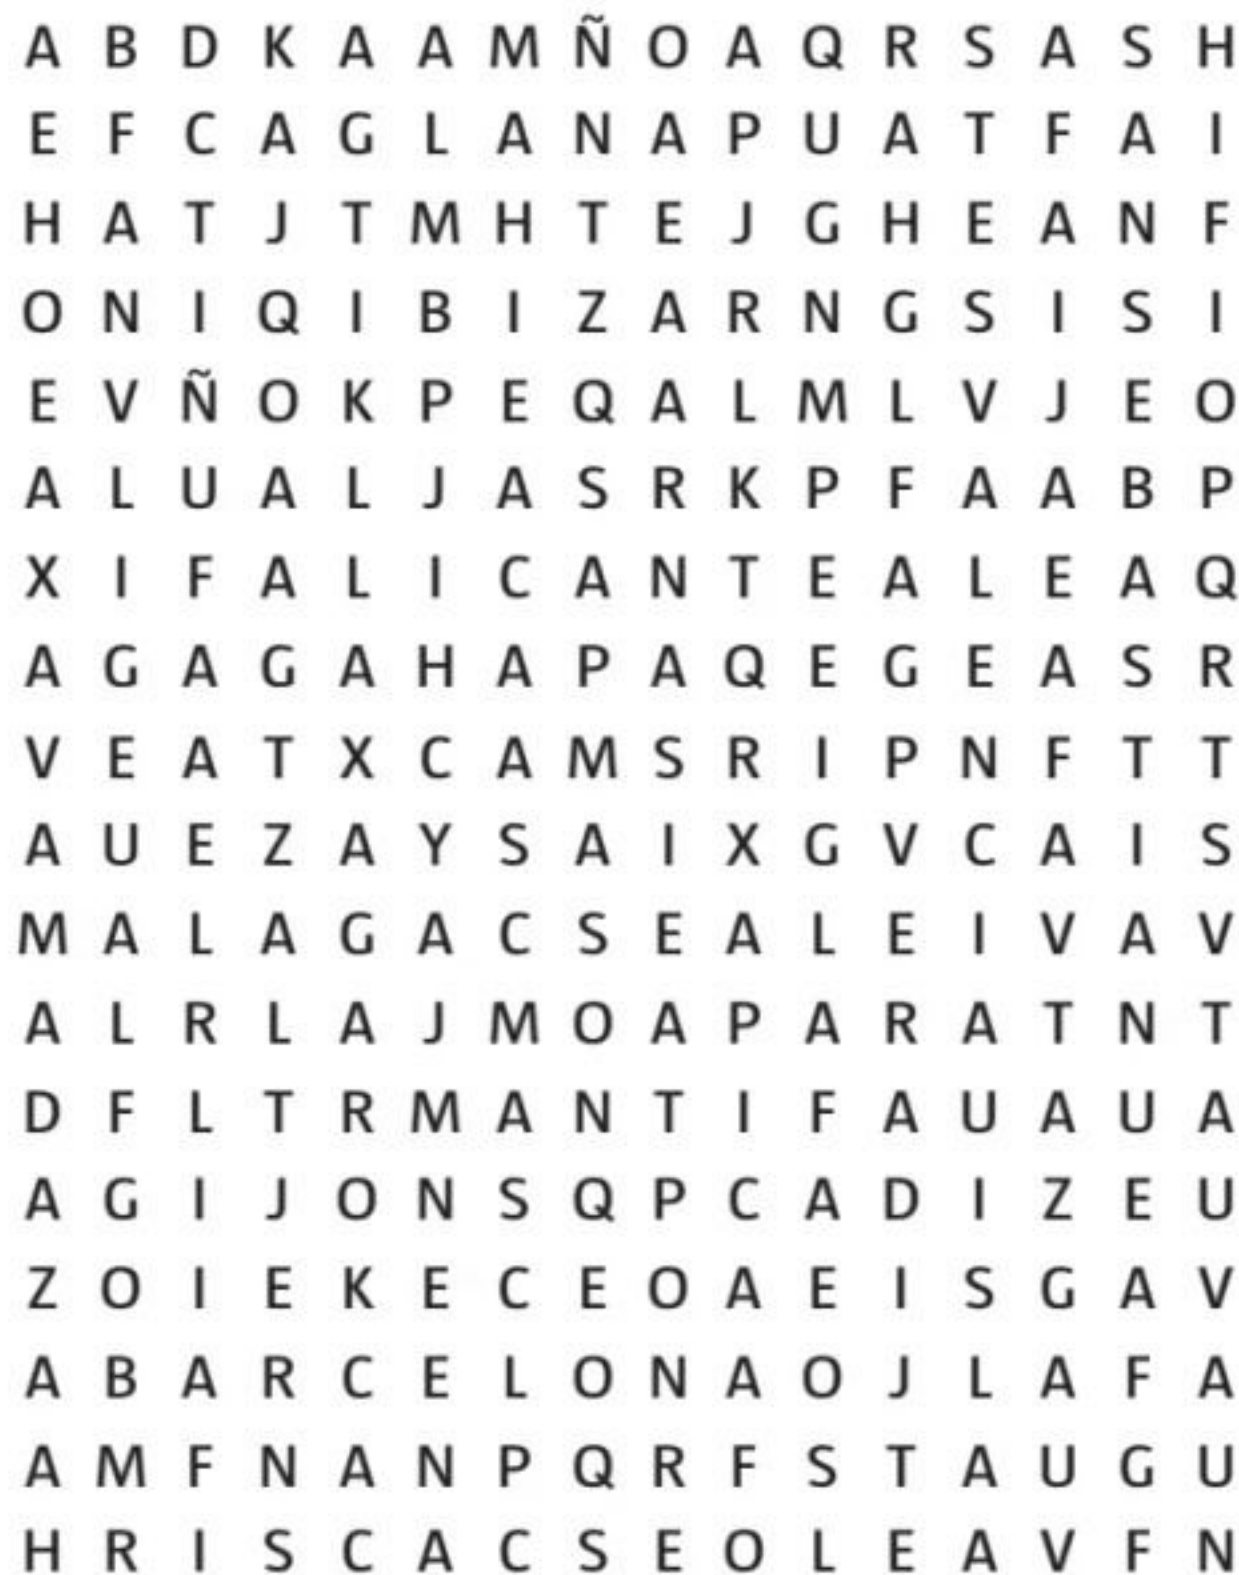 A B D K A A M Ñ O A Q R S A S H
E F C A G L A N A P U A T F A I
H A T J T M H T E J G H E A N F
O N I Q I B I Z A R N G S I S I
E V Ñ O K P E Q A L M L V J E O
A L U A L J A S R K P F A A B P
X I F A L I C A N T E A L E A Q
A G A G A H A P A Q E G E A S R
V E A T X C A M S R I P N F T T
A U E Z A Y S A I X G V C A I S
M A L A G A C S E A L E I V A V
A L R L A J M O A P A R A T N T
D F L T R M A N T I F A U A U A
A G I J O N S Q P C A D I Z E U
Z O I E K E C E O A E I S G A V
A B A R C E L O N A O J L A F A
A M F N A N P Q R F S T A U G U
H R I S C A C S E O L E A V F N